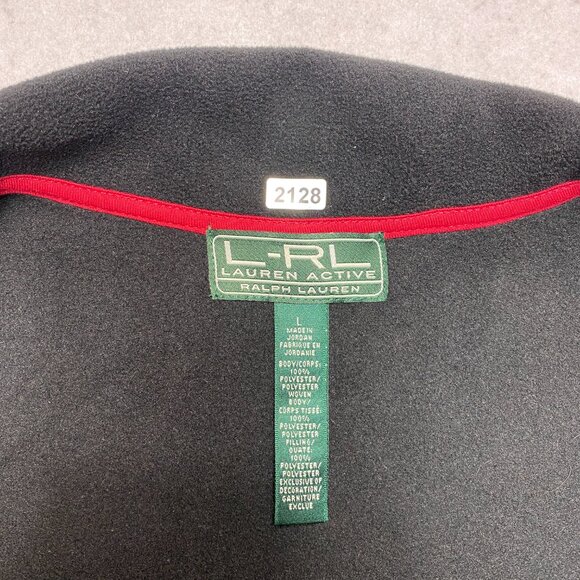 2128
L-RL
LAUREN ACTIVE
RALPH LAUREN
L
MADE IN
JORDAN
FABRIQUE EN
JORDANIE
BODY/CORPS:
100%
POLYESTER/
POLYESTER
WOVEN
BODY/
CORPS TISSÉ:
100%
POLYESTER/
POLYESTER
FILLING/
OUATE:
100%
POLYESTER/
POLYESTER
EXCLUSIVE OF
DECORATION/
GARNITURE
EXCLUE